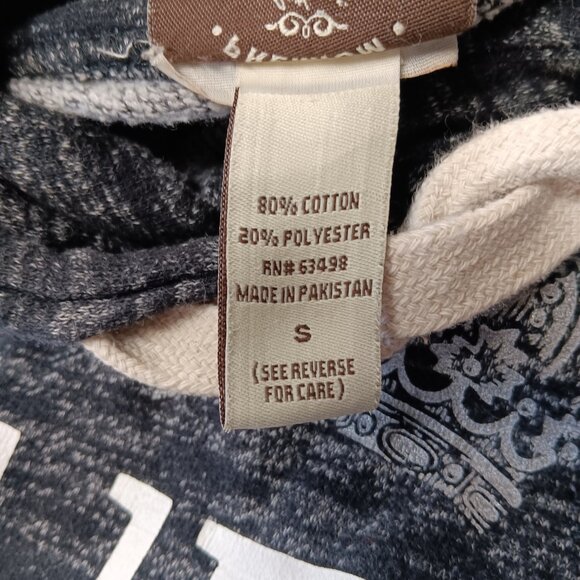 80% COTTON
20% POLYESTER
RN# 63498
MADE IN PAKISTAN
S
(SEE REVERSE
FOR CARE)